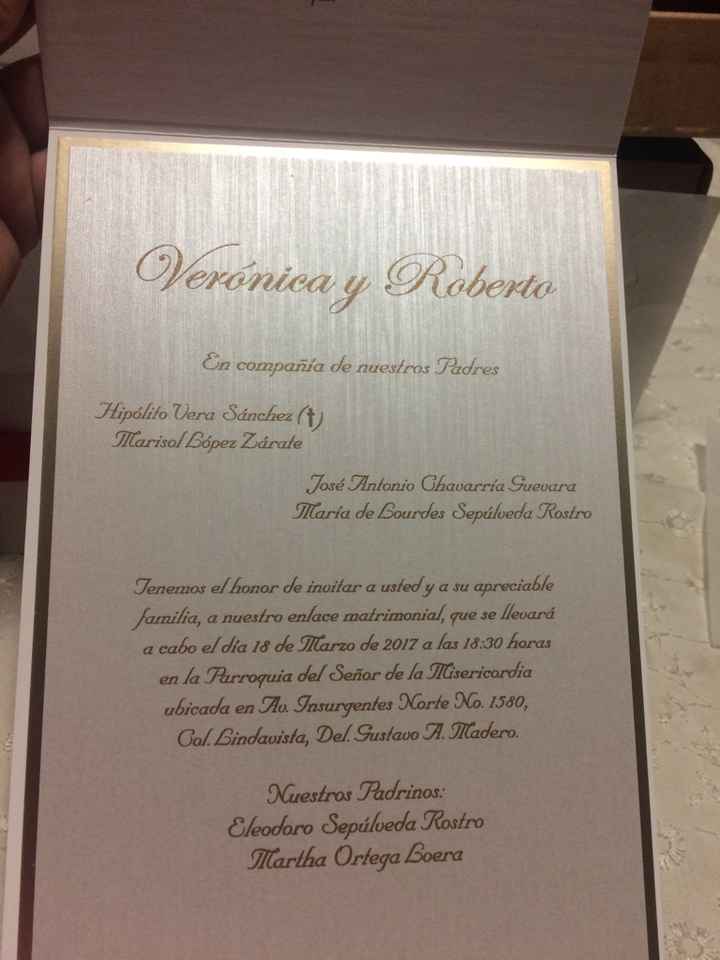 Verónica y Roberto
En compañía de nuestros Padres
Hipólito Vera Sánchez (†)
Marisol López Zárate
José Antonio Chavarría Guevara
María de Lourdes Sepúlveda Rostro
Tenemos el honor de invitar a usted y a su apreciable
familia, a nuestro enlace matrimonial, que se llevará
a cabo el día 18 de Marzo de 2017 a las 18:30 horas
en la Parroquia del Señor de la Misericordia
ubicada en Av. Insurgentes Norte No. 1580,
Col. Lindavista, Del. Gustavo A. Madero.
Nuestros Padrinos:
Eleodoro Sepúlveda Rostro
Martha Ortega Loera